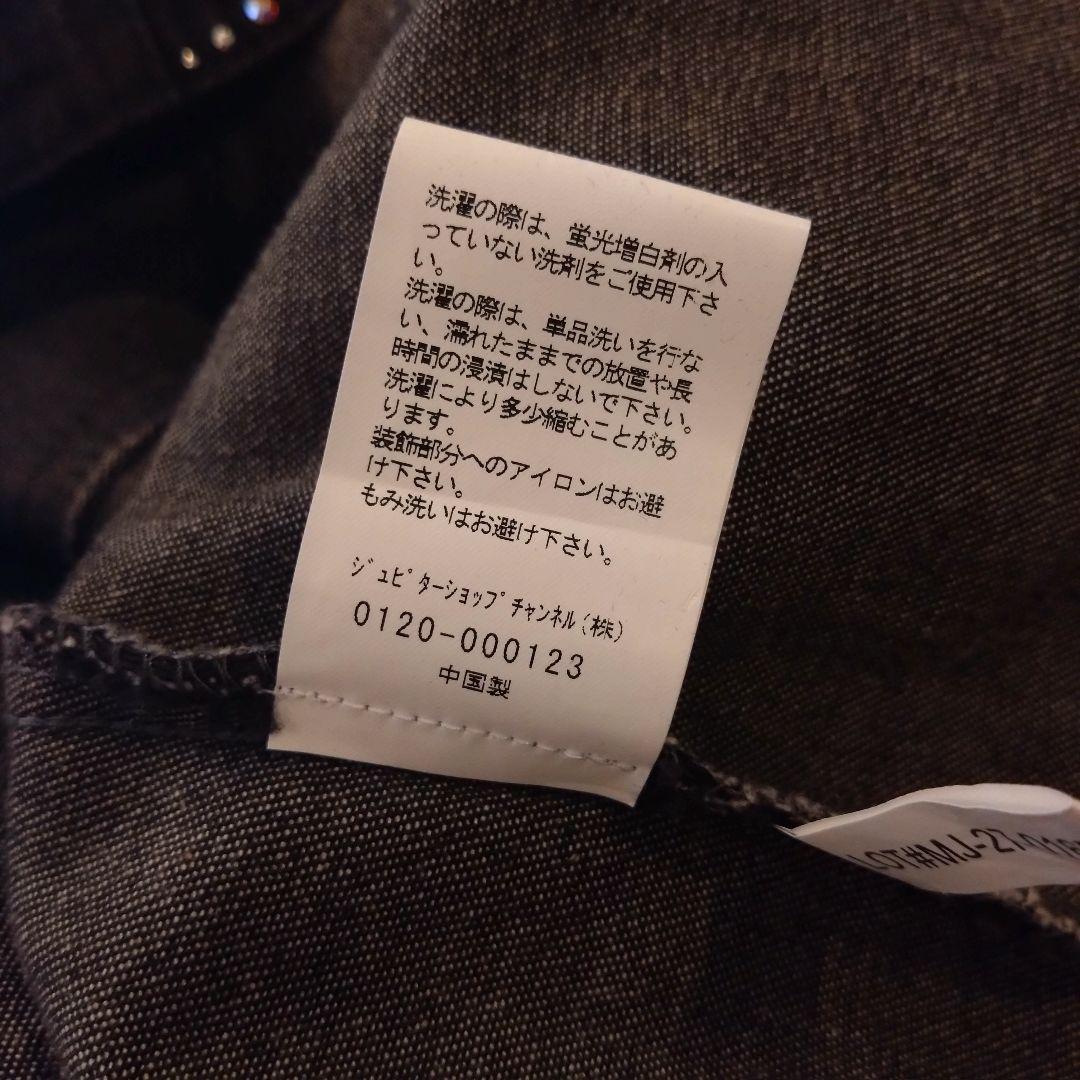 洗濯の際は、蛍光増白剤の入
っていない洗剤をご使用下さ
い。
洗濯の際は、単品洗いを行な
い、濡れたままでの放置や長
時間の浸漬はしないで下さい。
洗濯により多少縮むことがあ
ります。
装飾部分へのアイロンはお避
け下さい。
もみ洗いはお避け下さい。
ｼﾞｭﾋﾟﾀｰｼｮｯﾌﾟﾁｬﾝﾈﾙ(株)
0120-000123
中国製
LOT#MJ-27